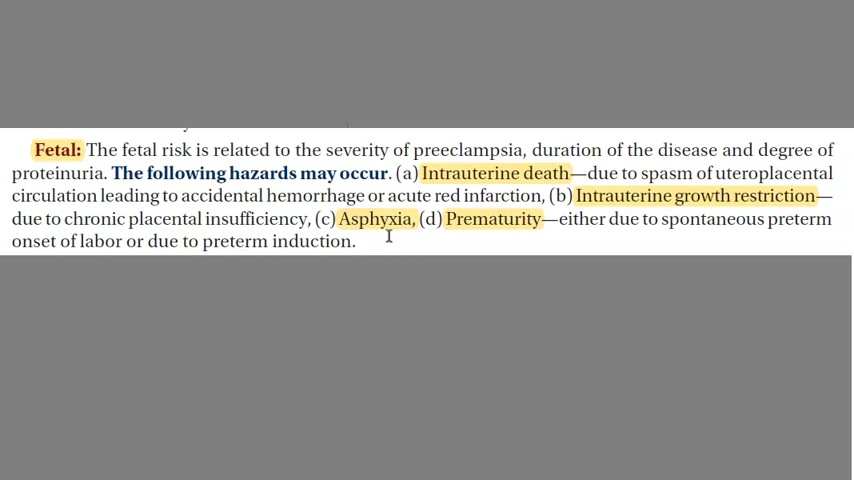 Fetal: The fetal risk is related to the severity of preeclampsia, duration of the disease and degree of
proteinuria. The following hazards may occur. (a) Intrauterine death—due to spasm of uteroplacental
circulation leading to accidental hemorrhage or acute red infarction, (b) Intrauterine growth restriction—
due to chronic placental insufficiency, (c) Asphyxia, (d) Prematurity—either due to spontaneous preterm
onset of labor or due to preterm induction.